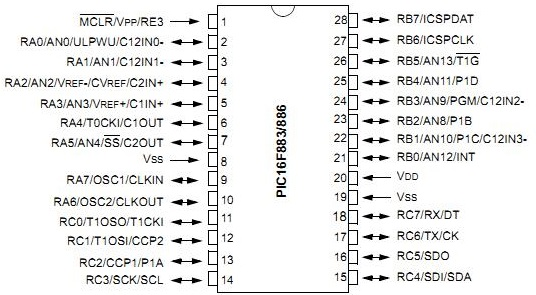 MCLR/VPP/RE3 1
RA0/AN0/ULPWU/C12IN0- 2
RA1/AN1/C12IN1- 3
RA2/AN2/VREF-/CVREF/C2IN+ 4
RA3/AN3/VREF+/C1IN+ 5
RA4/T0CKI/C1OUT 6
RA5/AN4/SS/C2OUT 7
VSS 8
RA7/OSC1/CLKIN 9
RA6/OSC2/CLKOUT 10
RC0/T1OSO/T1CKI 11
RC1/T1OSI/CCP2 12
RC2/CCP1/P1A 13
RC3/SCK/SCL 14
PIC16F883/886
28 RB7/ICSPDAT
27 RB6/ICSPCLK
26 RB5/AN13/T1G
25 RB4/AN11/P1D
24 RB3/AN9/PGM/C12IN2-
23 RB2/AN8/P1B
22 RB1/AN10/P1C/C12IN3-
21 RB0/AN12/INT
20 VDD
19 VSS
18 RC7/RX/DT
17 RC6/TX/CK
16 RC5/SDO
15 RC4/SDI/SDA